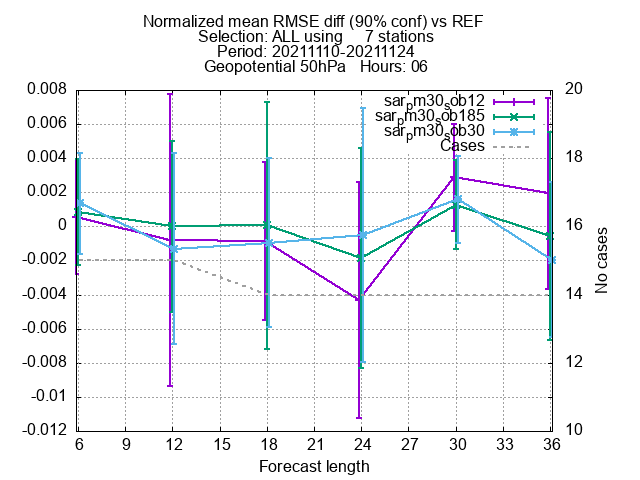 Normalized mean RMSE diff (90% conf) vs REF
Selection: ALL using 7 stations
Period: 20211110-20211124
Geopotential 50hPa Hours: 06
0.008
0.006
0.004
0.002
0
-0.002
-0.004
-0.006
-0.008
-0.01
-0.012
20
18
16
14
12
10
No cases
sarpm30sob12
sarpm30sob185
sarpm30sob30
Cases
6 9 12 15 18 21 24 27 30 33 36
Forecast length